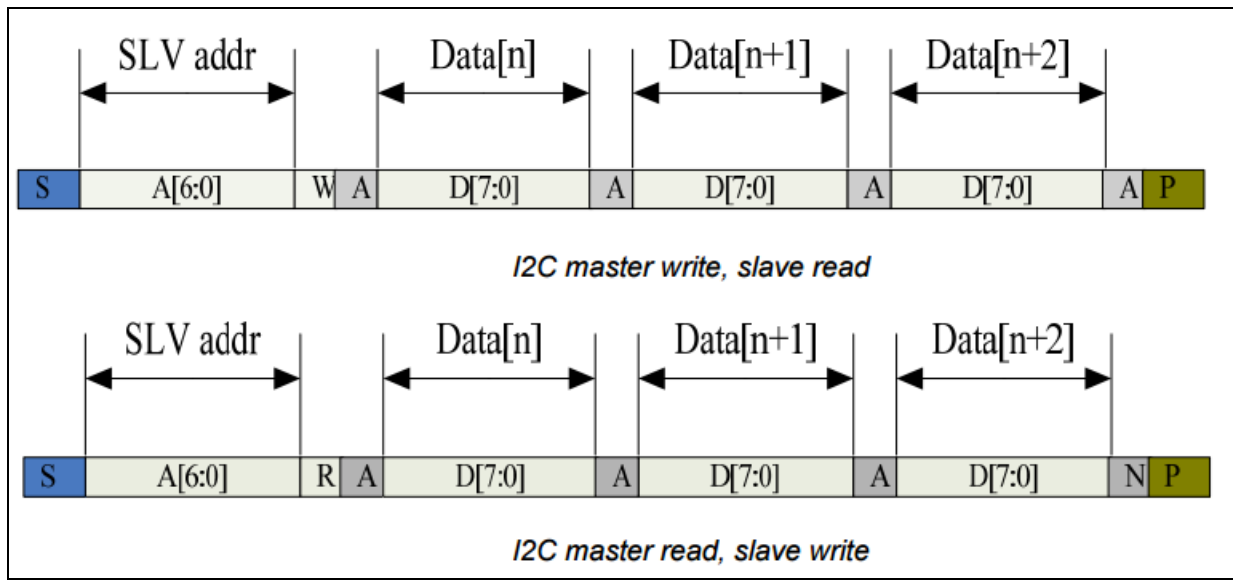 SLV addr Data[n] Data[n+1] Data[n+2]
S A[6:0] W A D[7:0] A D[7:0] A D[7:0] A P
I2C master write, slave read
SLV addr Data[n] Data[n+1] Data[n+2]
S A[6:0] R A D[7:0] A D[7:0] A D[7:0] N P
I2C master read, slave write